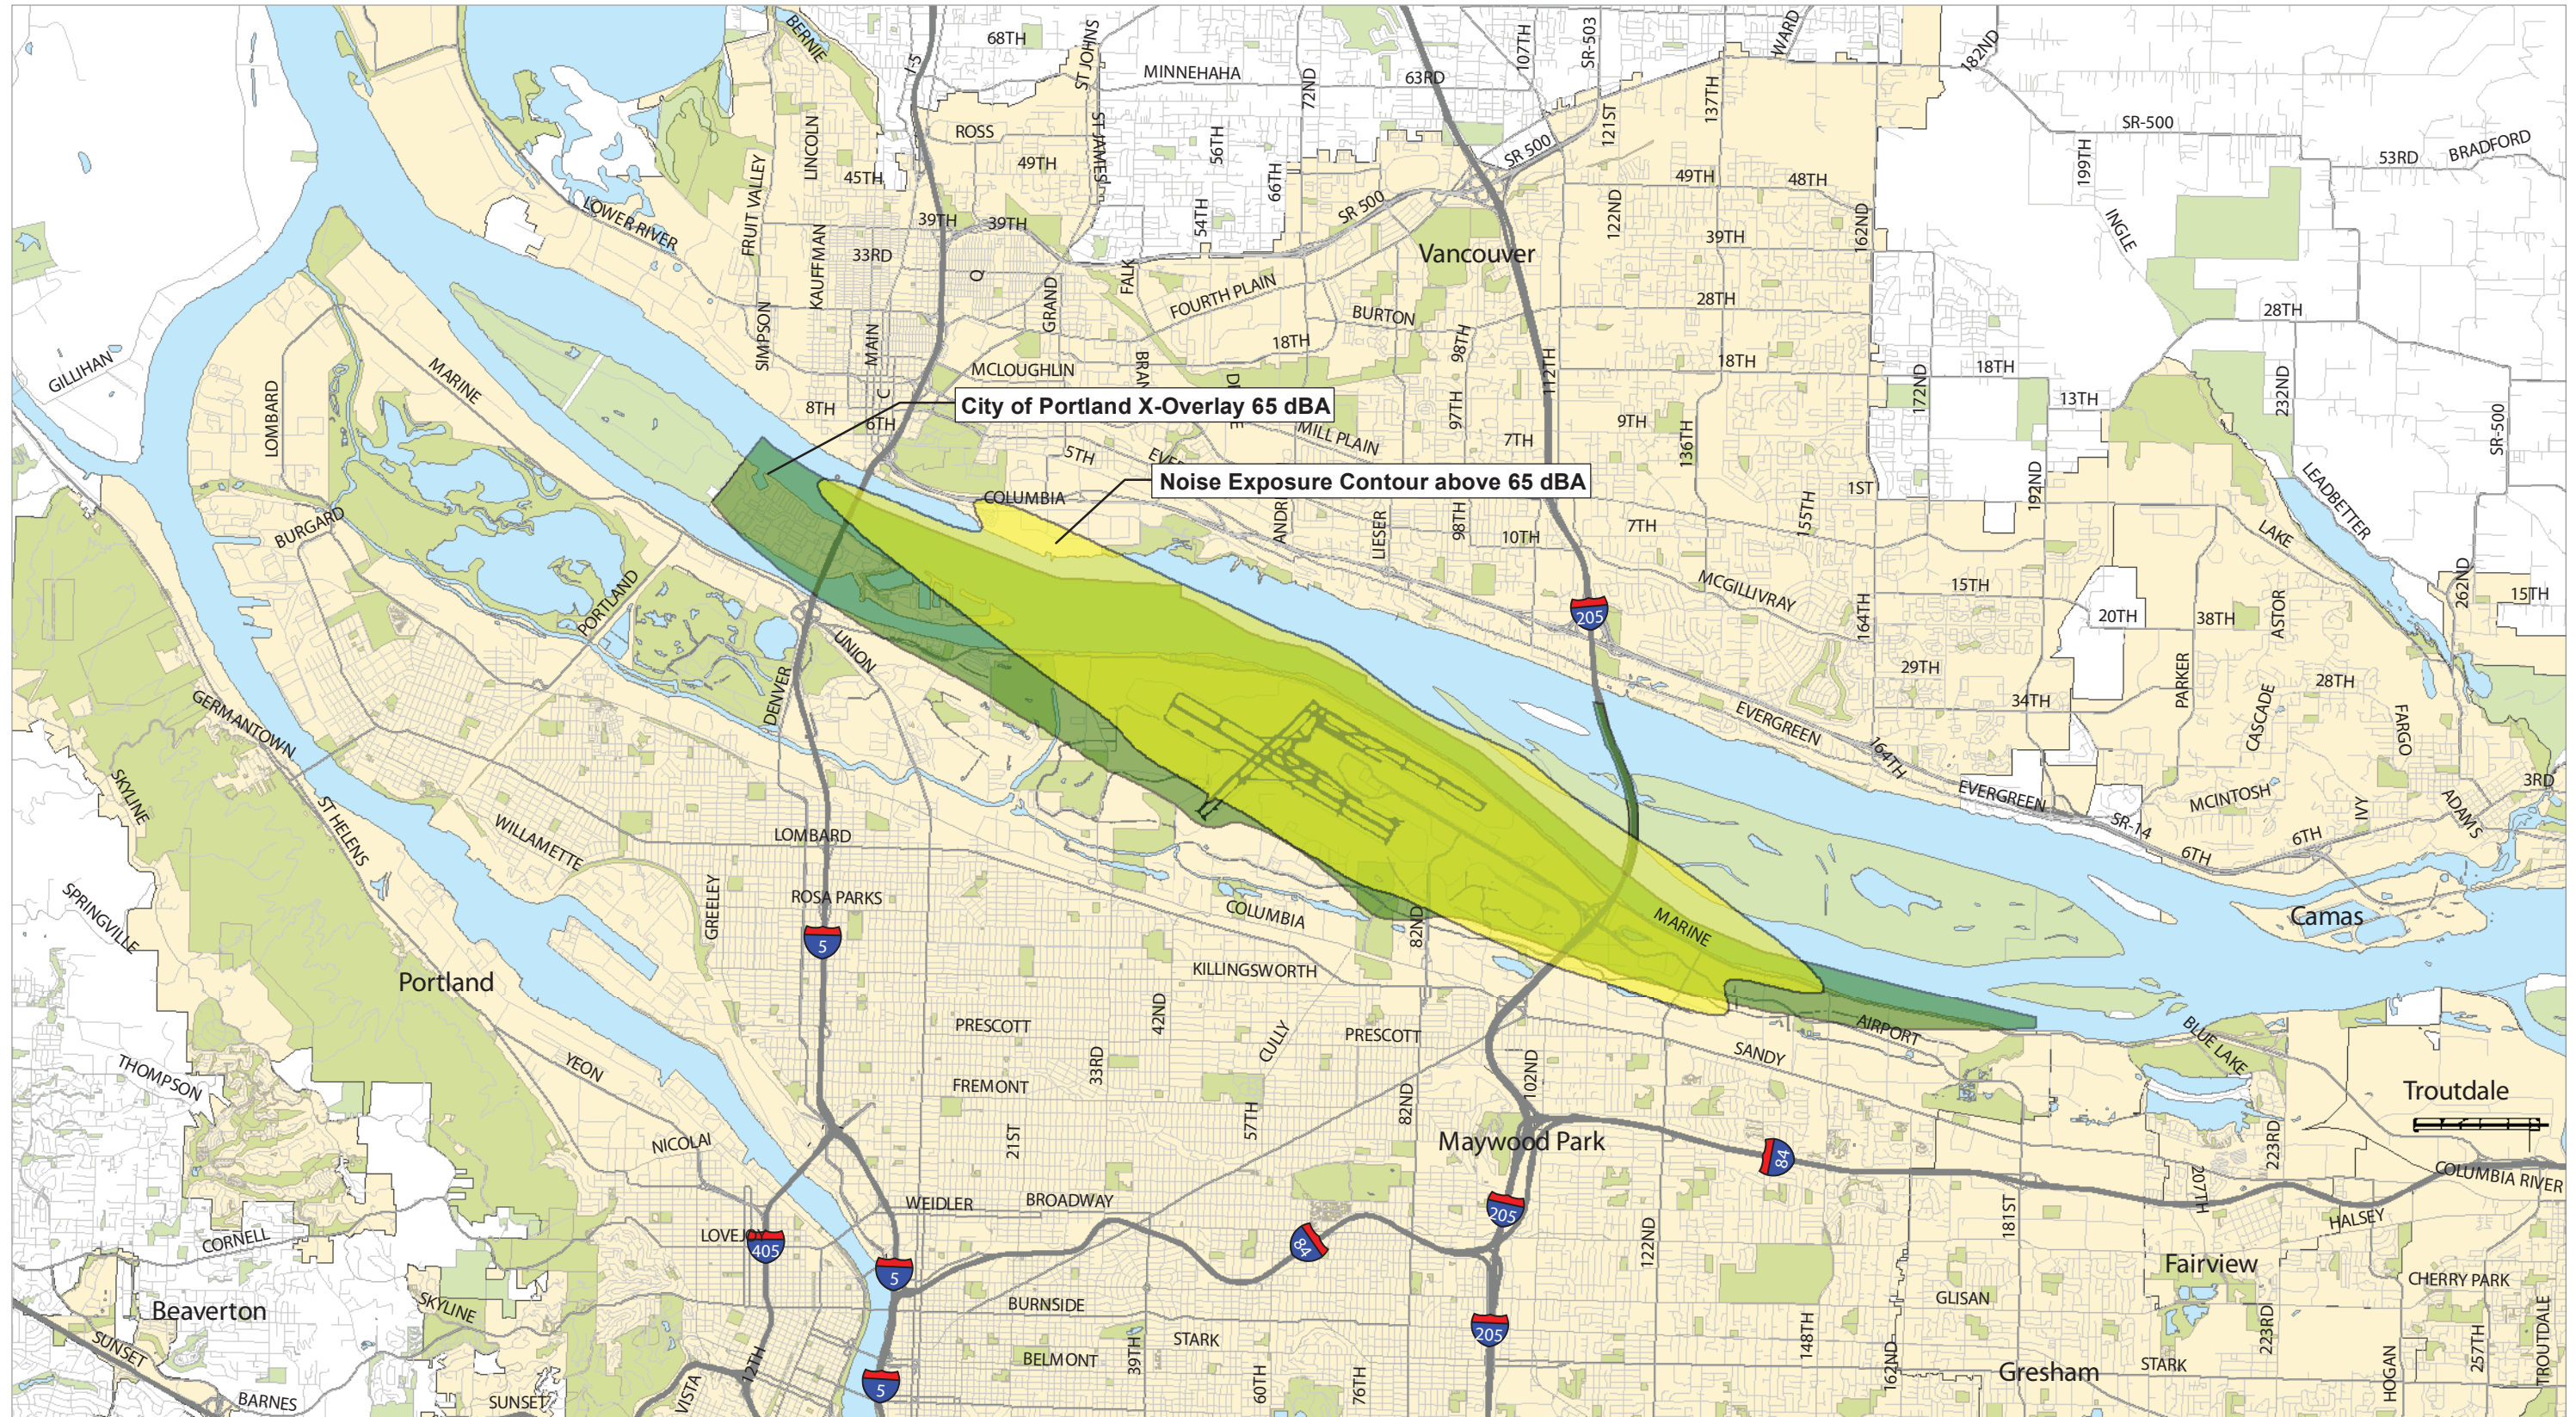 BERNIE
I-5
68TH
ST JOHNS
MINNEHAHA
72ND
63RD
107TH
SR-503
WARD
182ND
137TH
121ST
SR-500
BRADFORD
53RD
199TH
ROSS
ST JAMES
49TH
56TH
66TH
SR 500
LINCOLN
45TH
FRUIT VALLEY
LOWER RIVER
39TH
39TH
54TH
SR 500
49TH
48TH
122ND
162ND
39TH
INGLE
KAUFFMAN
33RD
Q
Vancouver
FALK
GRAND
FOURTH PLAIN
BURTON
28TH
28TH
SIMPSON
MAIN
18TH
98TH
18TH
18TH
GILLIHAN
MARINE
LOMBARD
MCLOUGHLIN
112TH
172ND
232ND
13TH
SR-500
C
8TH
6TH
City of Portland X-Overlay 65 dBA
97TH
9TH
136TH
MILL PLAIN
7TH
5TH
Noise Exposure Contour above 65 dBA
COLUMBIA
1ST
192ND
LEADBETTER
BURGARD
ANDR
LIESER
98TH
10TH
7TH
155TH
LAKE
PORTLAND
MCGILLIVRAY
15TH
262ND
15TH
205
164TH
20TH
38TH
ASTOR
UNION
29TH
PARKER
28TH
DENVER
GERMANTOWN
34TH
CASCADE
FARGO
EVERGREEN
164TH
SKYLINE
ST HELENS
EVERGREEN
MCINTOSH
3RD
IVY
ADAMS
SR-14
6TH
6TH
WILLAMETTE
LOMBARD
SPRINGVILLE
GREELEY
ROSA PARKS
COLUMBIA
82ND
MARINE
Camas
5
Portland
KILLINGSWORTH
PRESCOTT
42ND
CULLY
PRESCOTT
AIRPORT
SANDY
BLUE LAKE
THOMPSON
YEON
33RD
FREMONT
82ND
102ND
Troutdale
NICOLAI
21ST
57TH
Maywood Park
84
223RD
COLUMBIA RIVER
207TH
WEIDLER
BROADWAY
205
181ST
HALSEY
CORNELL
405
84
122ND
5
Fairview
CHERRY PARK
Beaverton
SKYLINE
BURNSIDE
GLISAN
SUNSET
STARK
205
148TH
223RD
TROUTDALE
39TH
BELMONT
162ND
Gresham
STARK
257TH
HOGAN
12TH
VISTA
5
60TH
76TH
BARNES
SUNSET